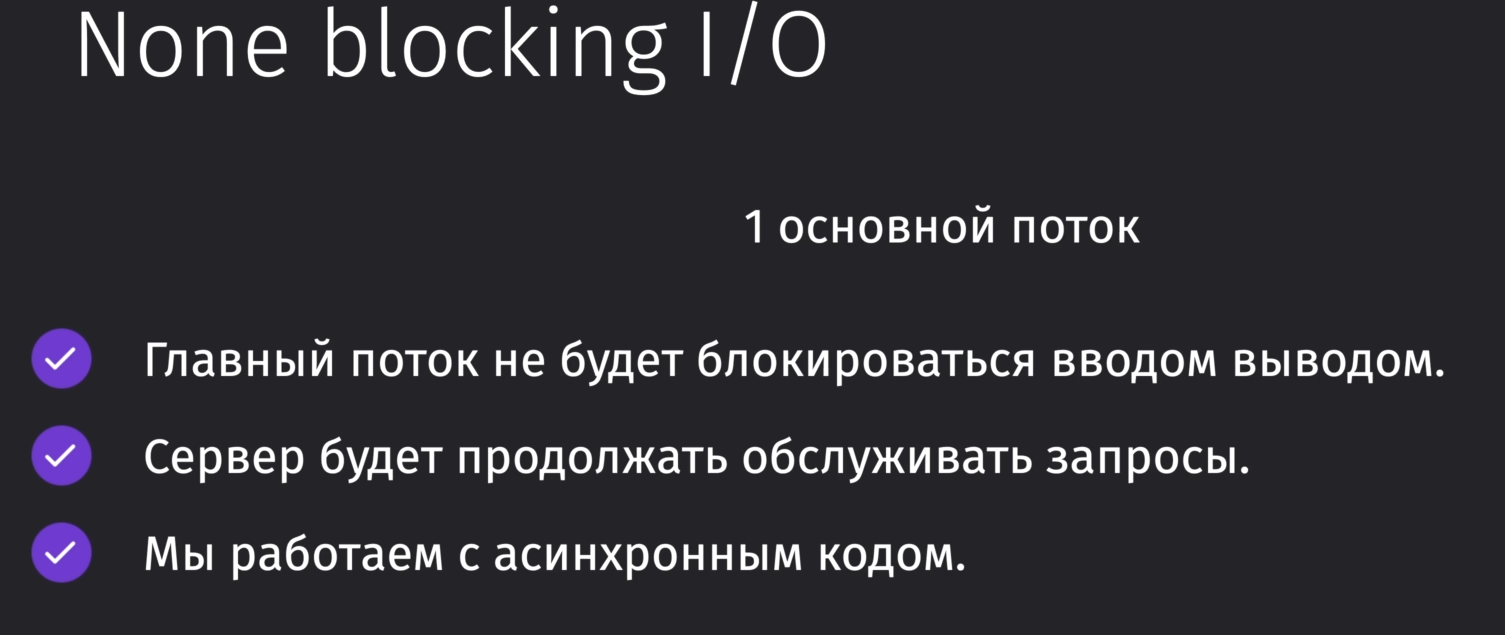 None blocking I/O
1 основной поток
Главный поток не будет блокироваться вводом выводом.
Сервер будет продолжать обслуживать запросы.
Мы работаем с асинхронным кодом.